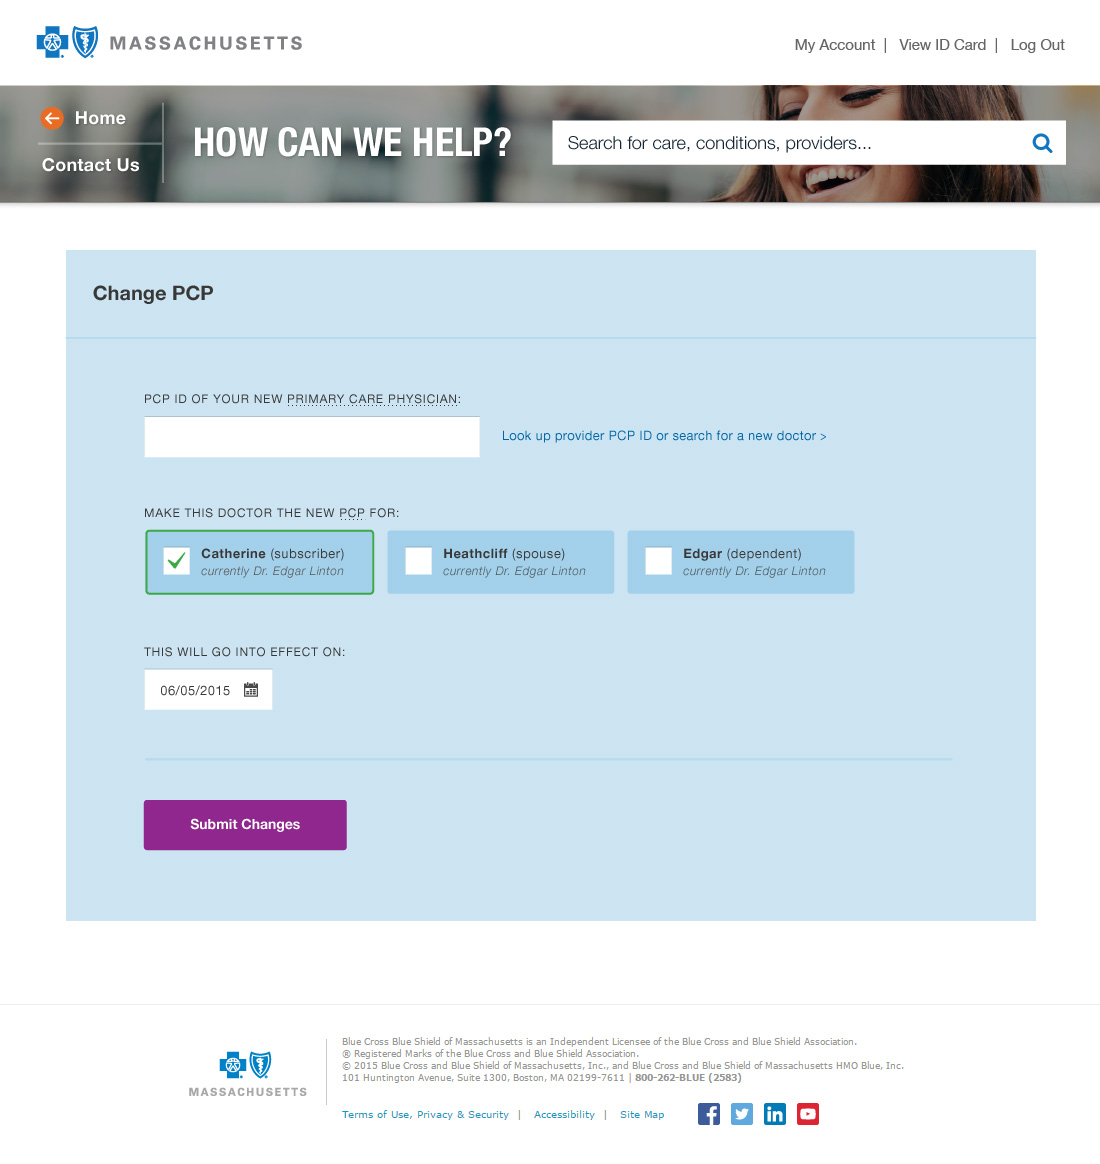 MASSACHUSETTS
My Account | View ID Card | Log Out
Home
Contact Us
HOW CAN WE HELP?
Search for care, conditions, providers...
Change PCP
PCP ID OF YOUR NEW PRIMARY CARE PHYSICIAN:
Look up provider PCP ID or search for a new doctor >
MAKE THIS DOCTOR THE NEW PCP FOR:
Catherine (subscriber)
currently Dr. Edgar Linton
Heathcliff (spouse)
currently Dr. Edgar Linton
Edgar (dependent)
currently Dr. Edgar Linton
THIS WILL GO INTO EFFECT ON:
06/05/2015
Submit Changes
MASSACHUSETTS
Blue Cross Blue Shield of Massachusetts is an Independent Licensee of the Blue Cross and Blue Shield Association.
® Registered Marks of the Blue Cross and Blue Shield Association.
© 2015 Blue Cross and Blue Shield of Massachusetts, Inc., and Blue Cross and Blue Shield of Massachusetts HMO Blue, Inc.
101 Huntington Avenue, Suite 1300, Boston, MA 02199-7611 | 800-262-BLUE (2583)
Terms of Use, Privacy & Security | Accessibility | Site Map